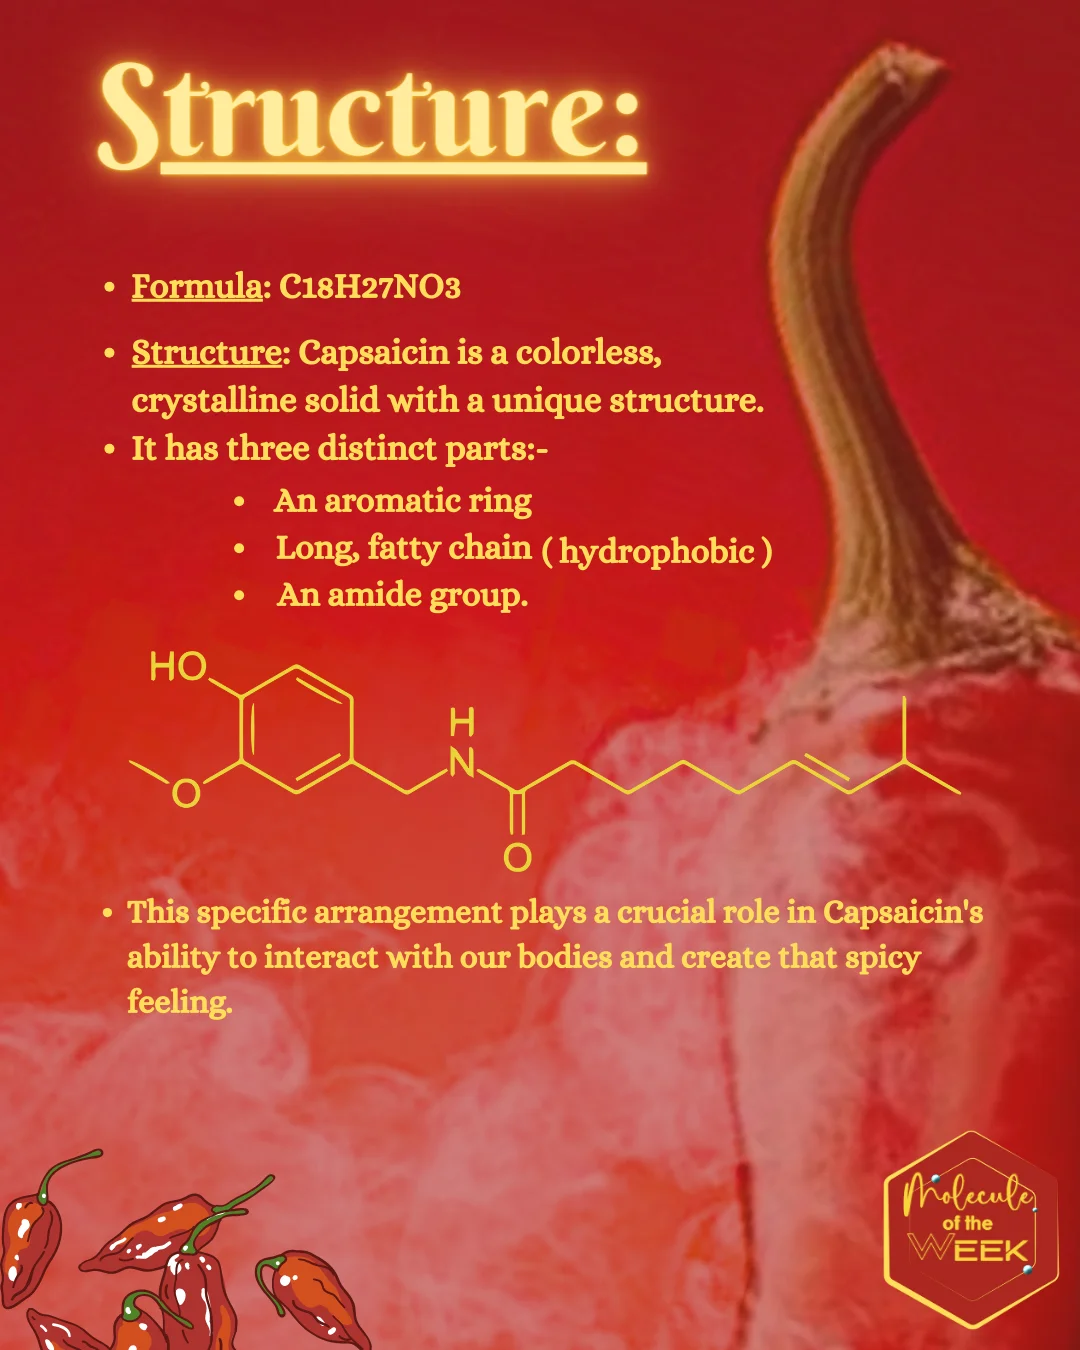 Structure:
• Formula: C18H27NO3
• Structure: Capsaicin is a colorless,
crystalline solid with a unique structure.
• It has three distinct parts:-
• An aromatic ring
• Long, fatty chain ( hydrophobic )
• An amide group.
HO
H
N
O
O
• This specific arrangement plays a crucial role in Capsaicin's
ability to interact with our bodies and create that spicy
feeling.
Molecule
of the
WEEK